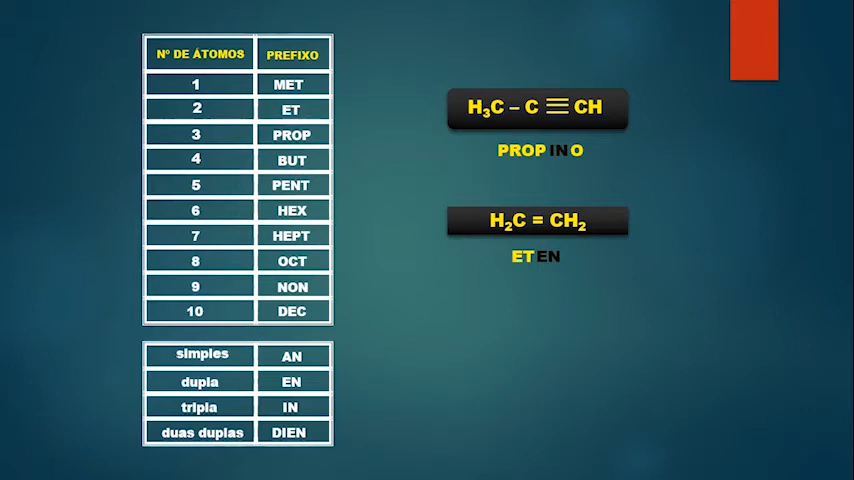 Nº DE ÁTOMOS PREFIXO
1 MET
2 ET
3 PROP
4 BUT
5 PENT
6 HEX
7 HEPT
8 OCT
9 NON
10 DEC
simples AN
dupla EN
tripla IN
duas duplas DIEN
H₃C – C ≡ CH
PROPINO
H₂C = CH₂
ETEN